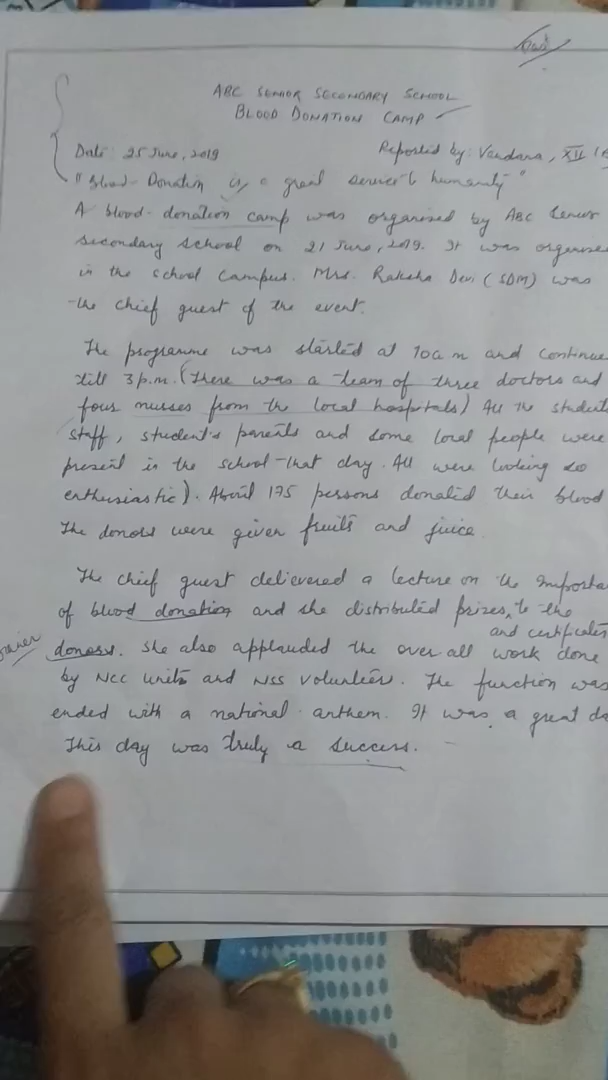 ABC SENIOR SECONDARY SCHOOL
BLOOD DONATION CAMP
Date: 25 June, 2019 Reported by: Vandana, XII
"Blood Donation is a great service to humanity"
A blood donation camp was organised by ABC Senior
secondary school on 21 June, 2019. It was organise
in the school campus. Mrs. Raksha Devi (SDM) was
the chief guest of the event.
The programme was started at 10a.m and continue
till 3 p.m. (There was a team of three doctors and
four nurses from the local hospitals) All the students
staff, student's parents and some local people were
present in the school that day. All were looking so
enthusiastic). About 175 persons donated their blood
The donors were given fruits and juice.
The chief guest delivered a lecture on the importa
of blood donation and she distributed prizes, to the
and certificates
donors. She also applauded the over all work done
by NCC units and NSS volunteer. The function was
ended with a national anthem. It was a great da
This day was truly a success.